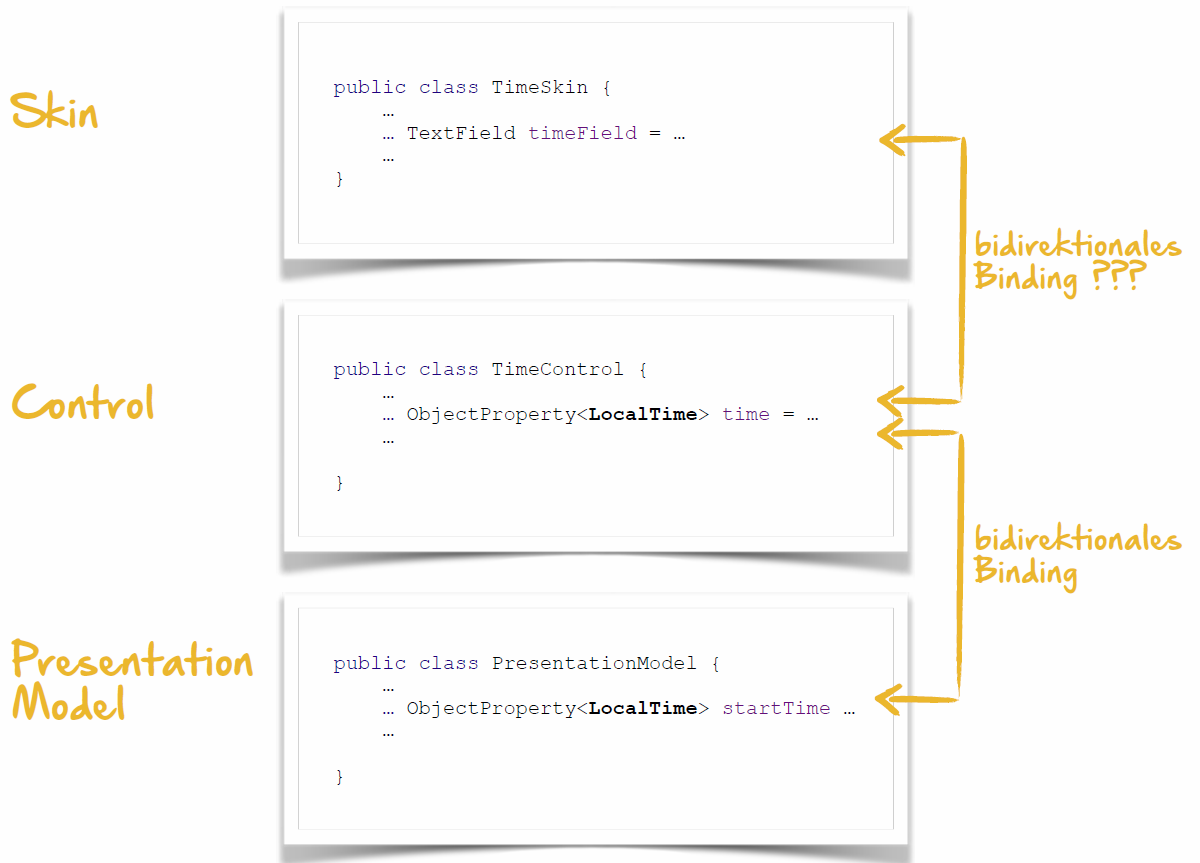 Skin
public class TimeSkin {
…
… TextField timeField = …
…
}
bidirektionales
Binding ???
Control
public class TimeControl {
…
… ObjectProperty<LocalTime> time = …
…
}
bidirektionales
Binding
Presentation
Model
public class PresentationModel {
…
… ObjectProperty<LocalTime> startTime …
…
}